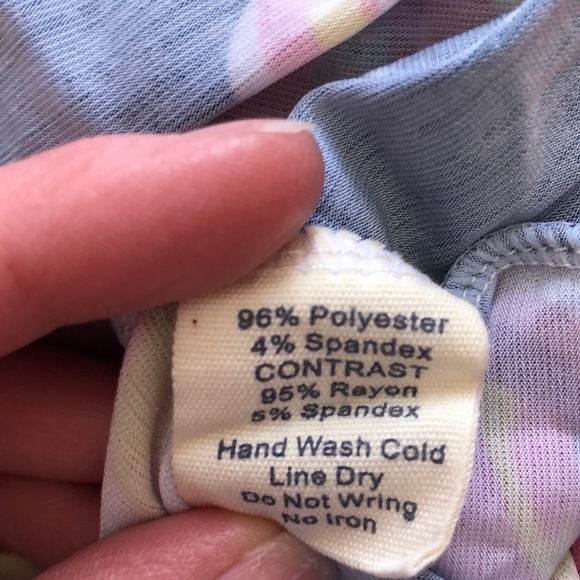 96% Polyester
4% Spandex
CONTRAST
95% Rayon
5% Spandex
Hand Wash Cold
Line Dry
Do Not Wring
No Iron